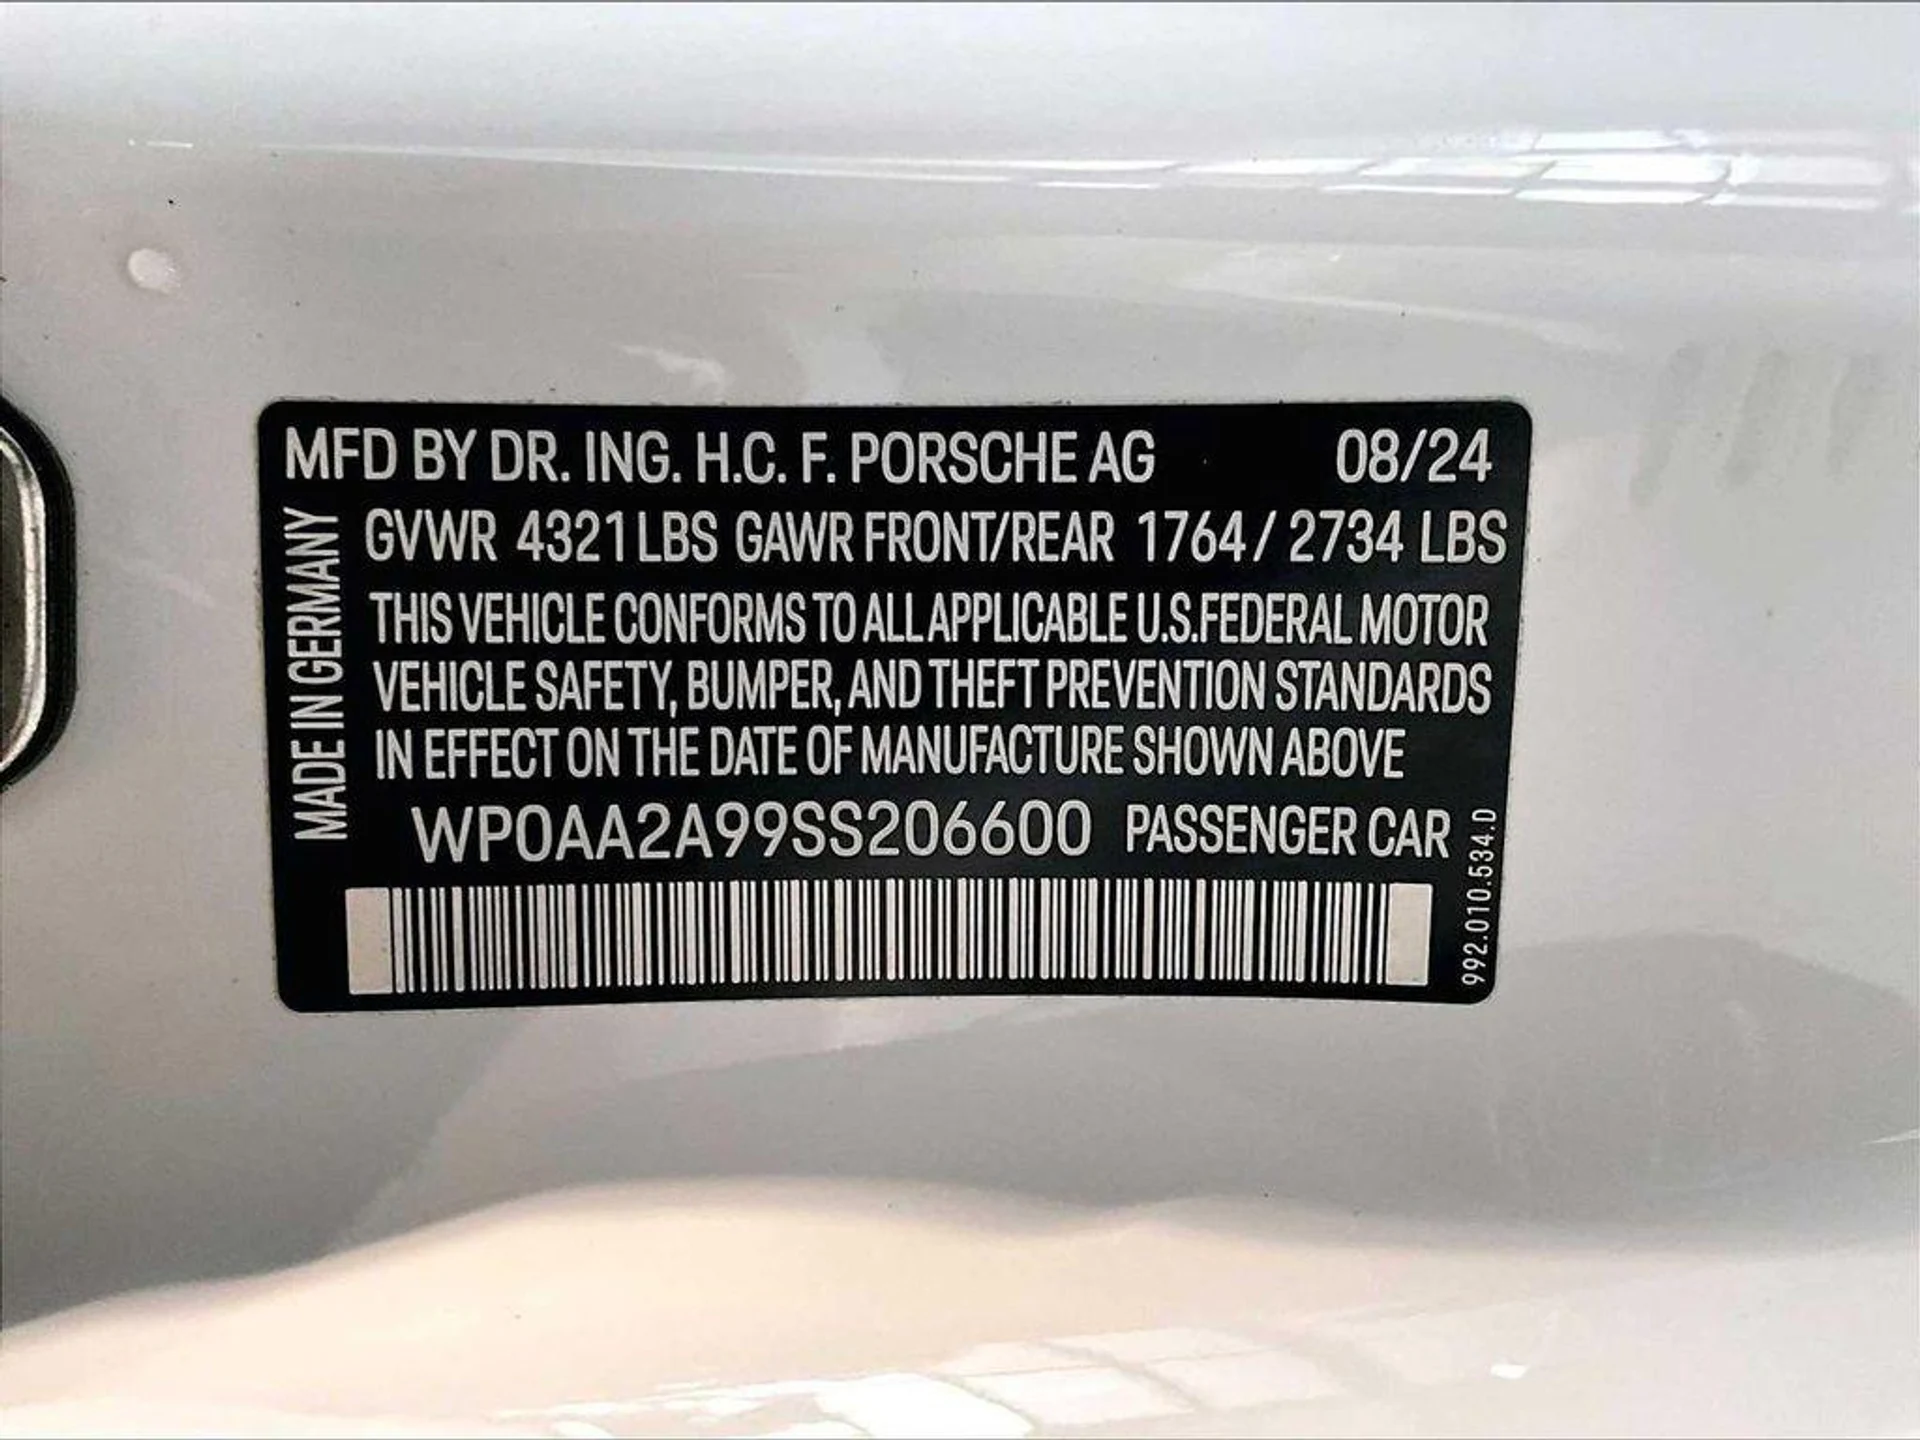 MFD BY DR. ING. H.C. F. PORSCHE AG 08/24
MADE IN GERMANY
GVWR 4321 LBS GAWR FRONT/REAR 1764 / 2734 LBS
THIS VEHICLE CONFORMS TO ALL APPLICABLE U.S.FEDERAL MOTOR
VEHICLE SAFETY, BUMPER, AND THEFT PREVENTION STANDARDS
IN EFFECT ON THE DATE OF MANUFACTURE SHOWN ABOVE
WP0AA2A99SS206600 PASSENGER CAR
992.010.534.D